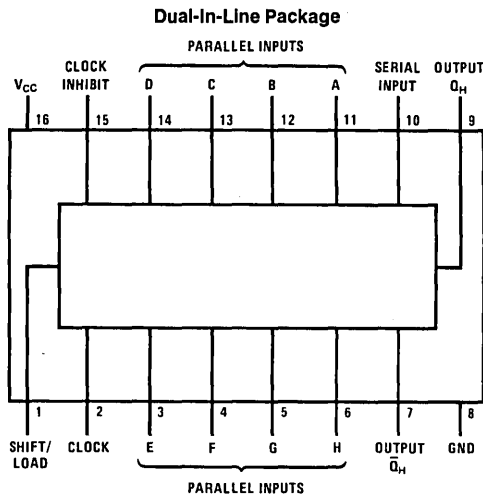 Dual-In-Line Package
PARALLEL INPUTS
CLOCK SERIAL OUTPUT
VCC INHIBIT D C B A INPUT QH
16 15 14 13 12 11 10 9
1 2 3 4 5 6 7 8
SHIFT/ CLOCK E F G H OUTPUT GND
LOAD Q̅H
PARALLEL INPUTS